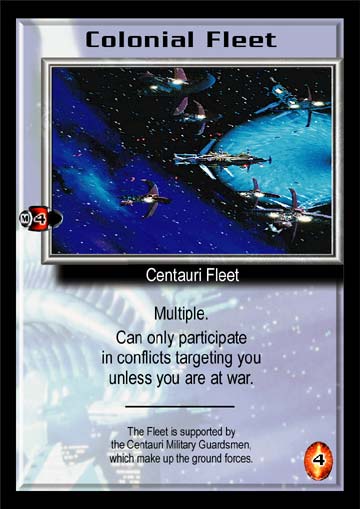 Colonial Fleet
M 4
Centauri Fleet
Multiple.
Can only participate
in conflicts targeting you
unless you are at war.
The Fleet is supported by
the Centauri Military Guardsmen,
which make up the ground forces.
4